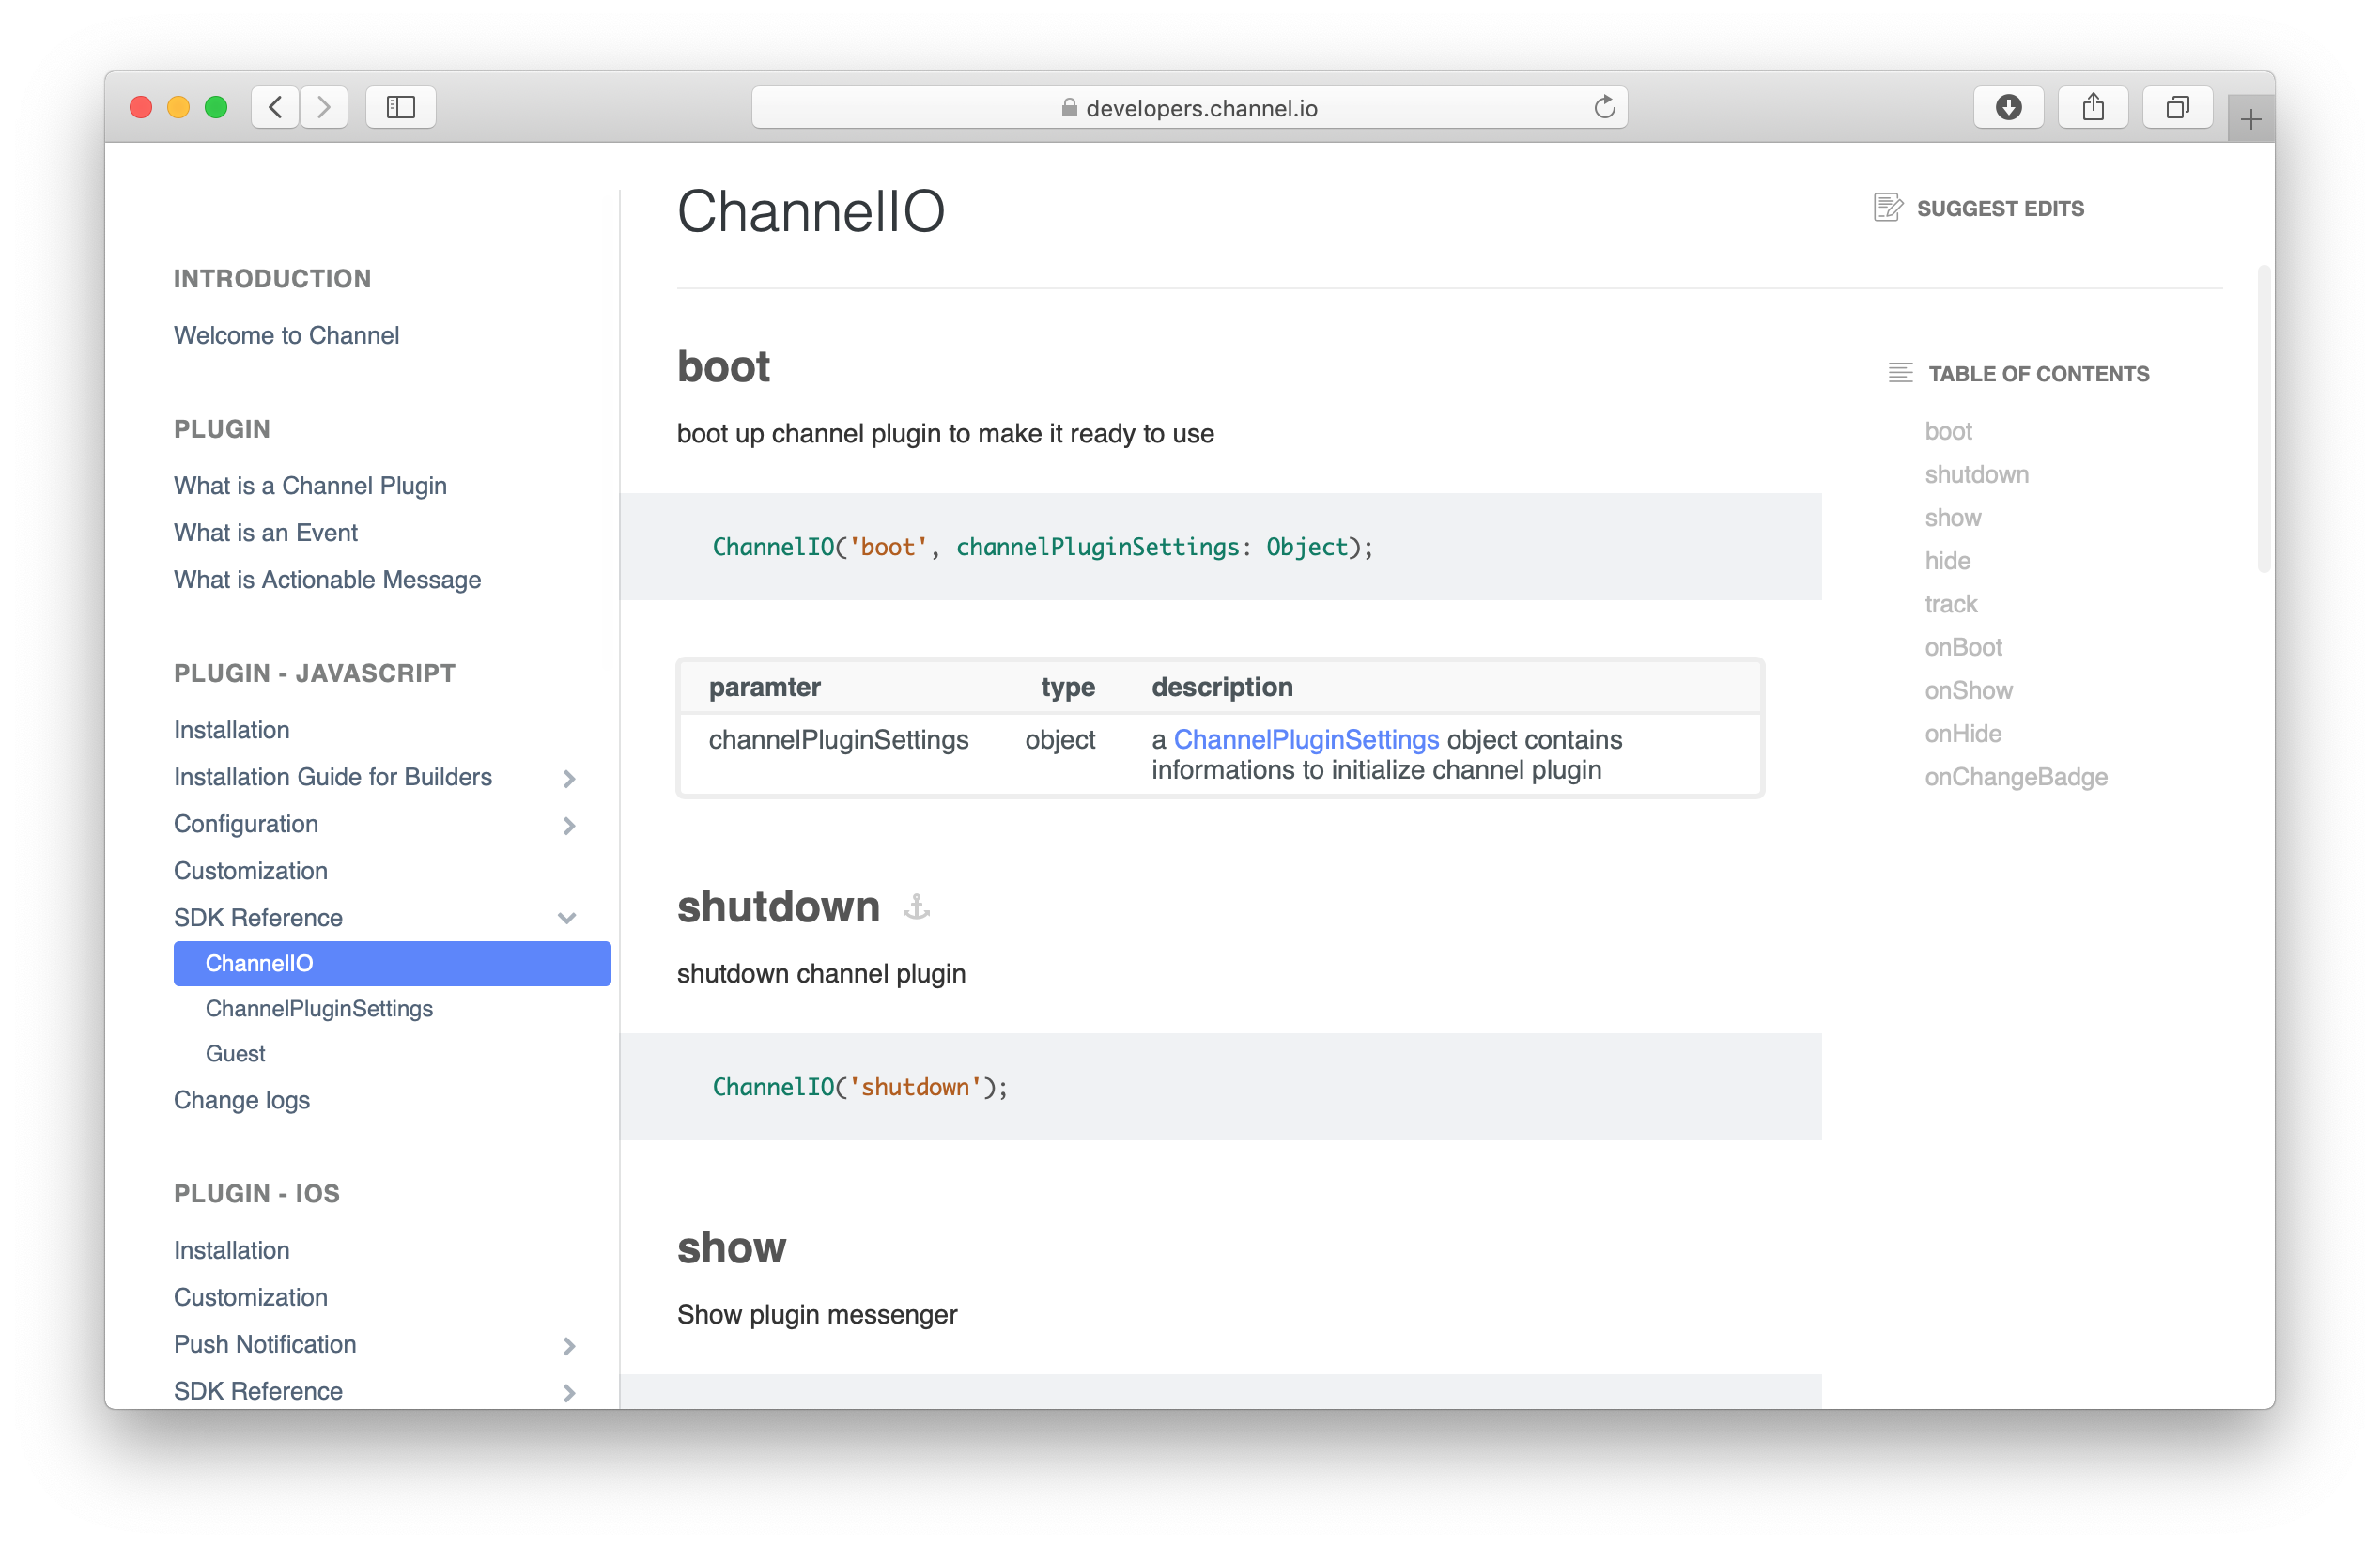 developers.channel.io
INTRODUCTION
Welcome to Channel
PLUGIN
What is a Channel Plugin
What is an Event
What is Actionable Message
PLUGIN - JAVASCRIPT
Installation
Installation Guide for Builders
Configuration
Customization
SDK Reference
ChannelIO
ChannelPluginSettings
Guest
Change logs
PLUGIN - IOS
Installation
Customization
Push Notification
SDK Reference
ChannelIO
boot
boot up channel plugin to make it ready to use
ChannelIO('boot', channelPluginSettings: Object);
paramter type description
channelPluginSettings object a ChannelPluginSettings object contains
informations to initialize channel plugin
shutdown
shutdown channel plugin
ChannelIO('shutdown');
show
Show plugin messenger
SUGGEST EDITS
TABLE OF CONTENTS
boot
shutdown
show
hide
track
onBoot
onShow
onHide
onChangeBadge